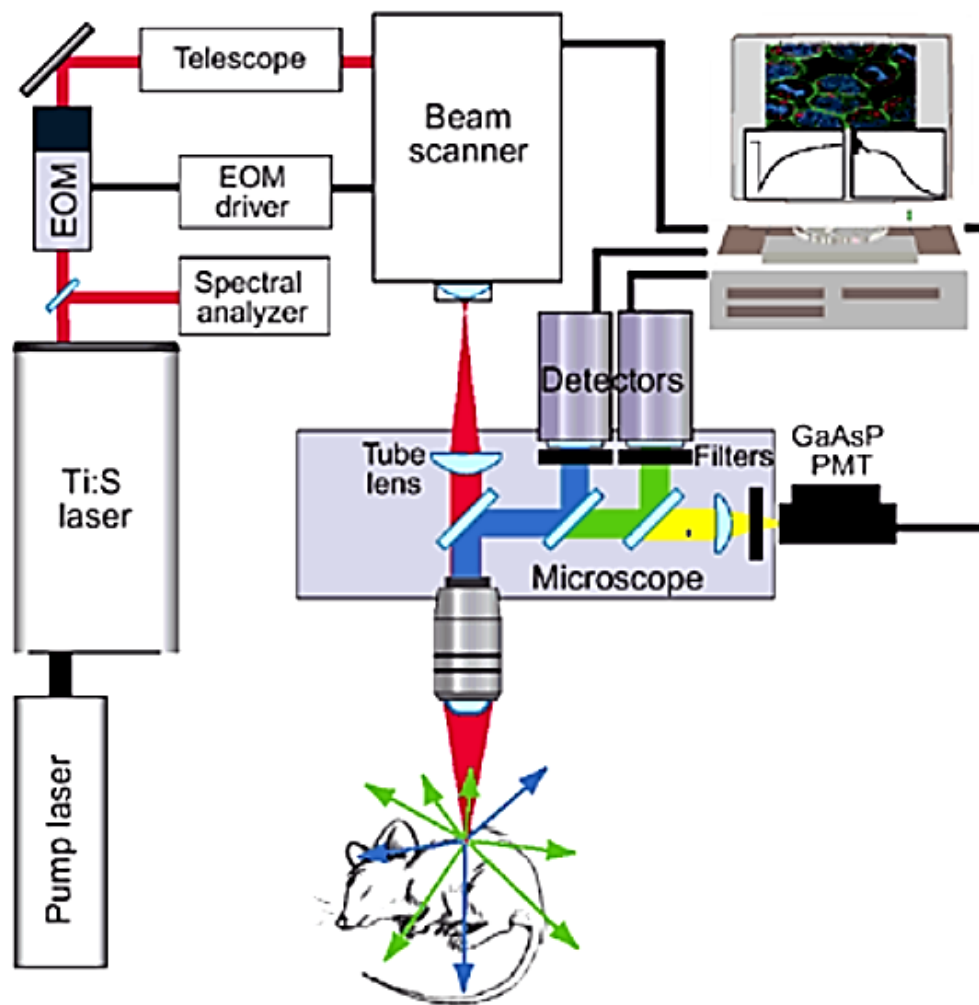 Telescope
Beam
scanner
EOM
EOM
driver
Spectral
analyzer
Detectors
Ti:S
laser
Tube
lens
Filters
GaAsP
PMT
Microscope
Pump laser